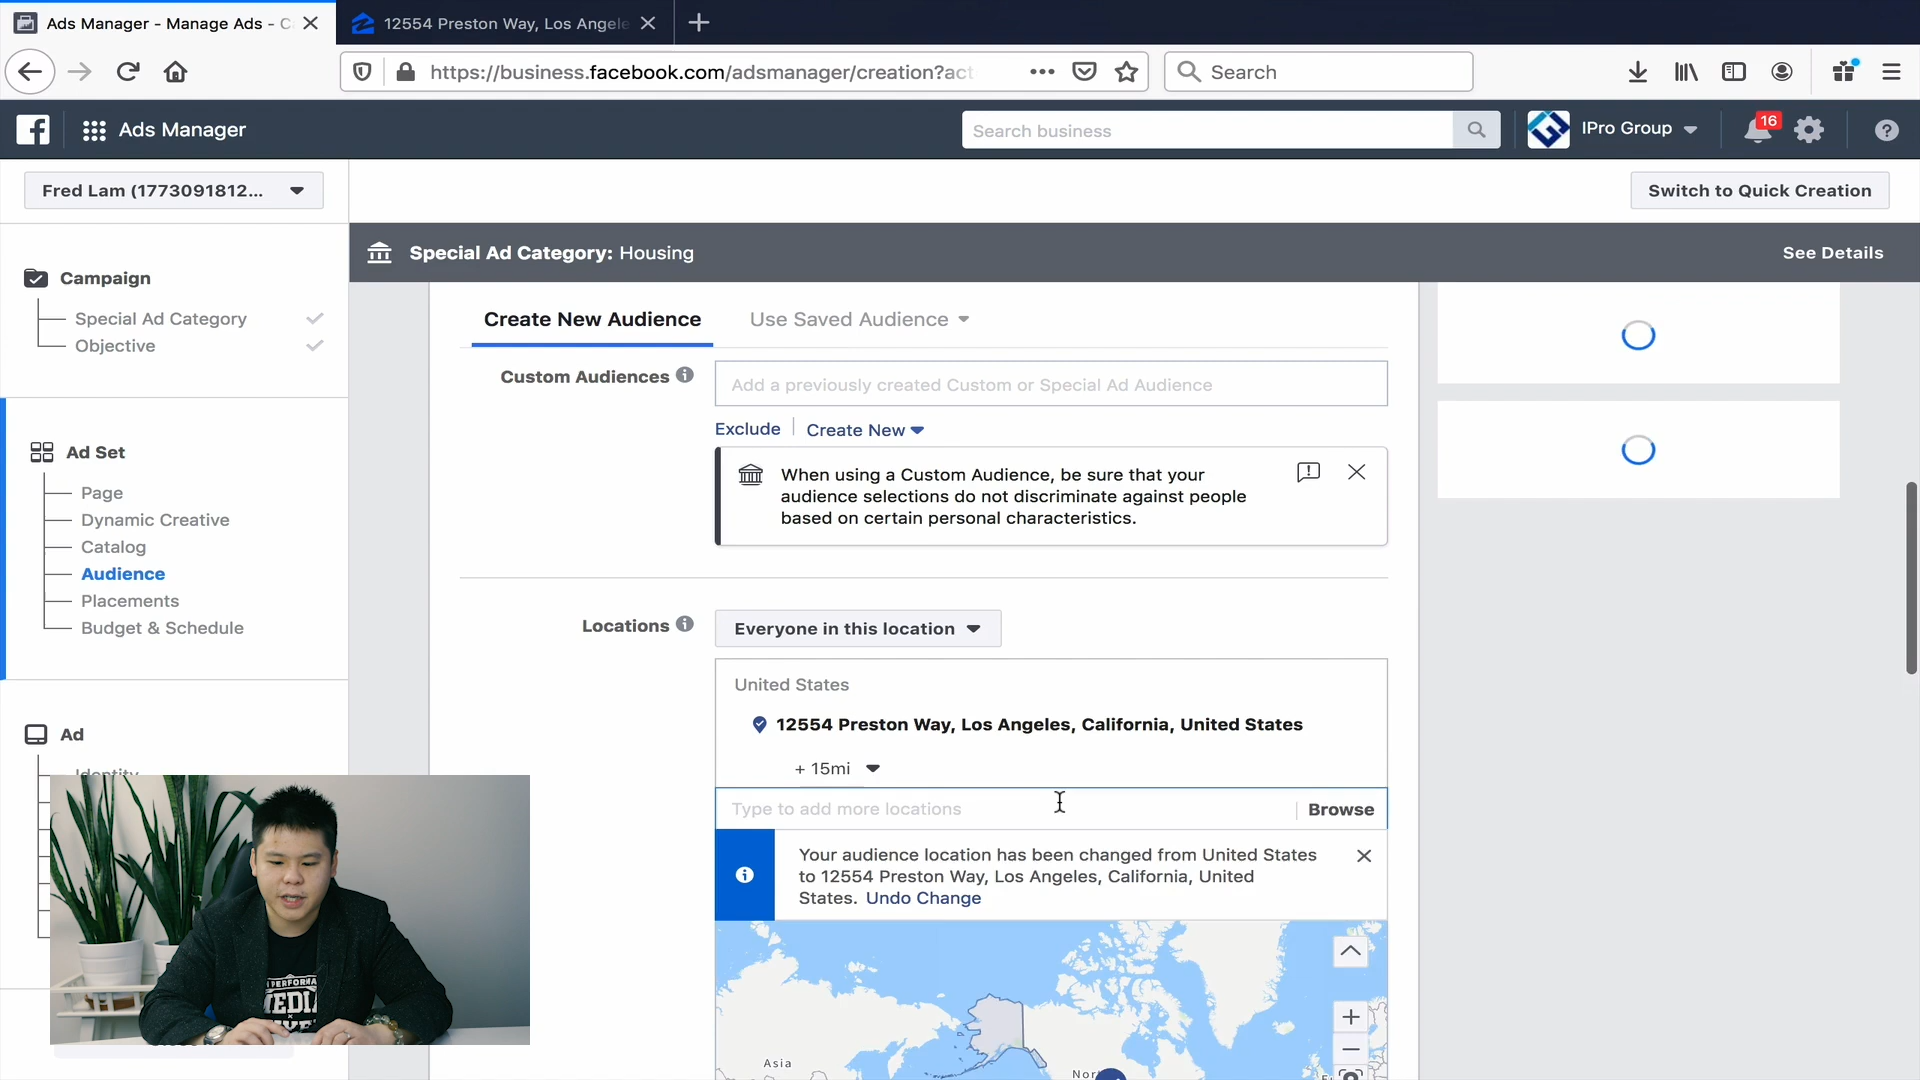 Ads Manager - Manage Ads - C
12554 Preston Way, Los Angele
https://business.facebook.com/adsmanager/creation?act
Search
Ads Manager
Search business
IPro Group
16
Fred Lam (1773091812...
Switch to Quick Creation
Special Ad Category: Housing
See Details
Campaign
Special Ad Category
Objective
Ad Set
Page
Dynamic Creative
Catalog
Audience
Placements
Budget & Schedule
Ad
Identity
Create New Audience
Use Saved Audience
Custom Audiences
Add a previously created Custom or Special Ad Audience
Exclude
Create New
When using a Custom Audience, be sure that your
audience selections do not discriminate against people
based on certain personal characteristics.
Locations
Everyone in this location
United States
12554 Preston Way, Los Angeles, California, United States
+ 15mi
Type to add more locations
Browse
Your audience location has been changed from United States
to 12554 Preston Way, Los Angeles, California, United
States. Undo Change
Asia